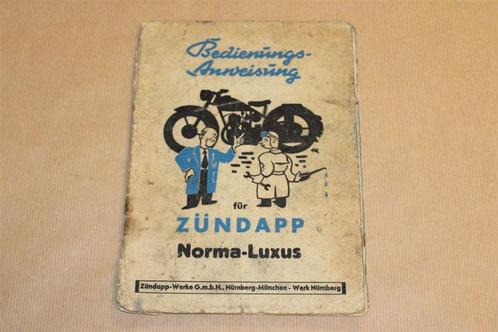 Bedienungs-
Anweisung
für
ZÜNDAPP
Norma-Luxus
Zündapp-Werke G.m.b.H., Nürnberg-München - Werk Nürnberg